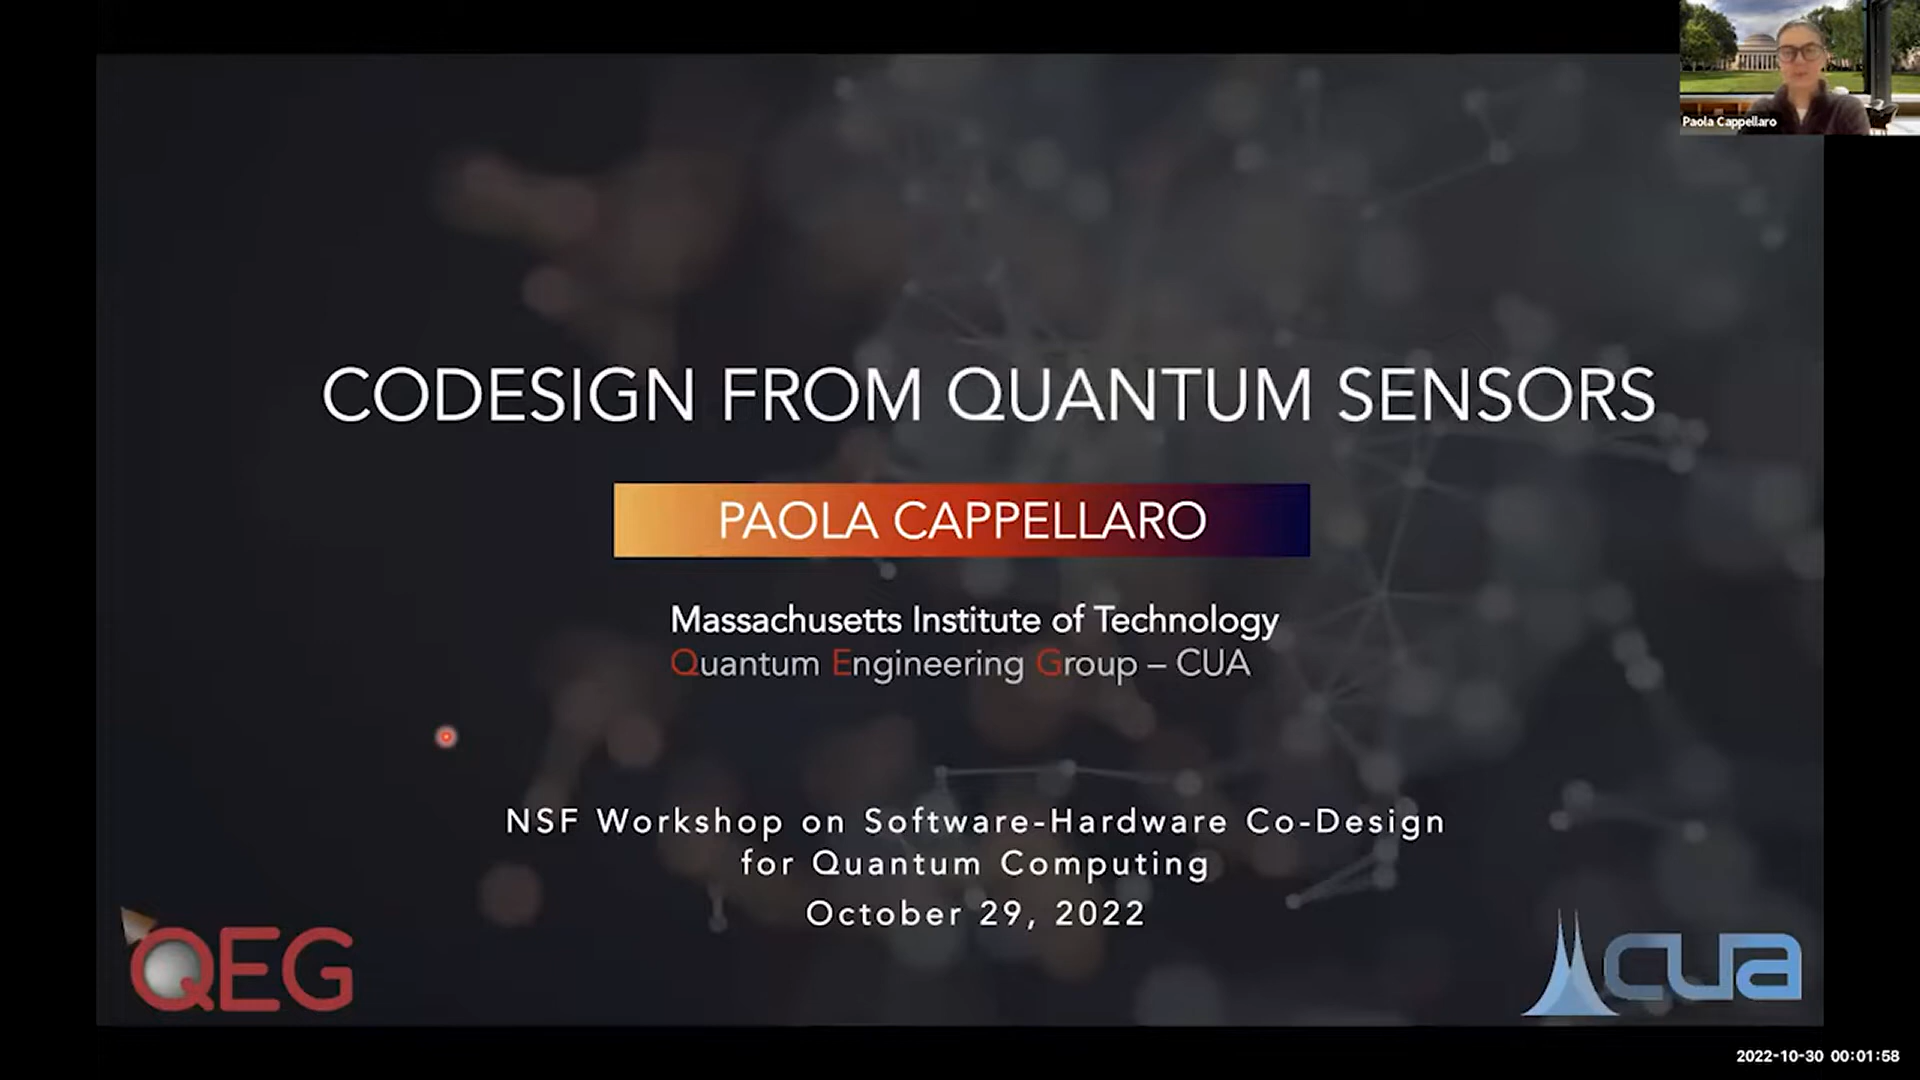 Paola Cappellaro
CODESIGN FROM QUANTUM SENSORS
PAOLA CAPPELLARO
Massachusetts Institute of Technology
Quantum Engineering Group – CUA
NSF Workshop on Software-Hardware Co-Design
for Quantum Computing
October 29, 2022
QEG
CUA
2022-10-30 00:01:58